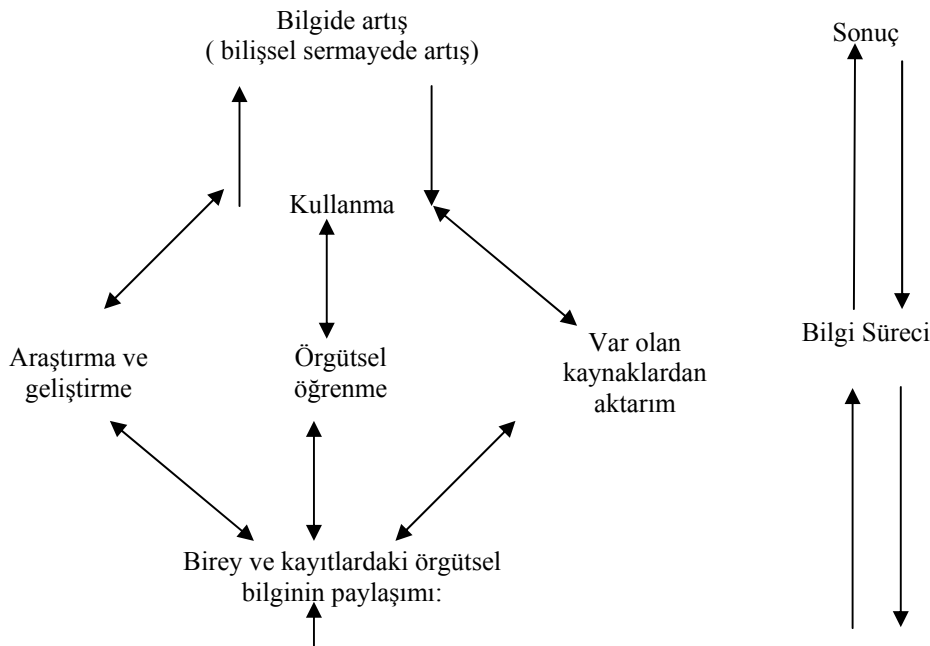 Bilgide artış
( bilişsel sermayede artış)
Sonuç
Kullanma
Araştırma ve
geliştirme
Örgütsel
öğrenme
Var olan
kaynaklardan
aktarım
Bilgi Süreci
Birey ve kayıtlardaki örgütsel
bilginin paylaşımı: